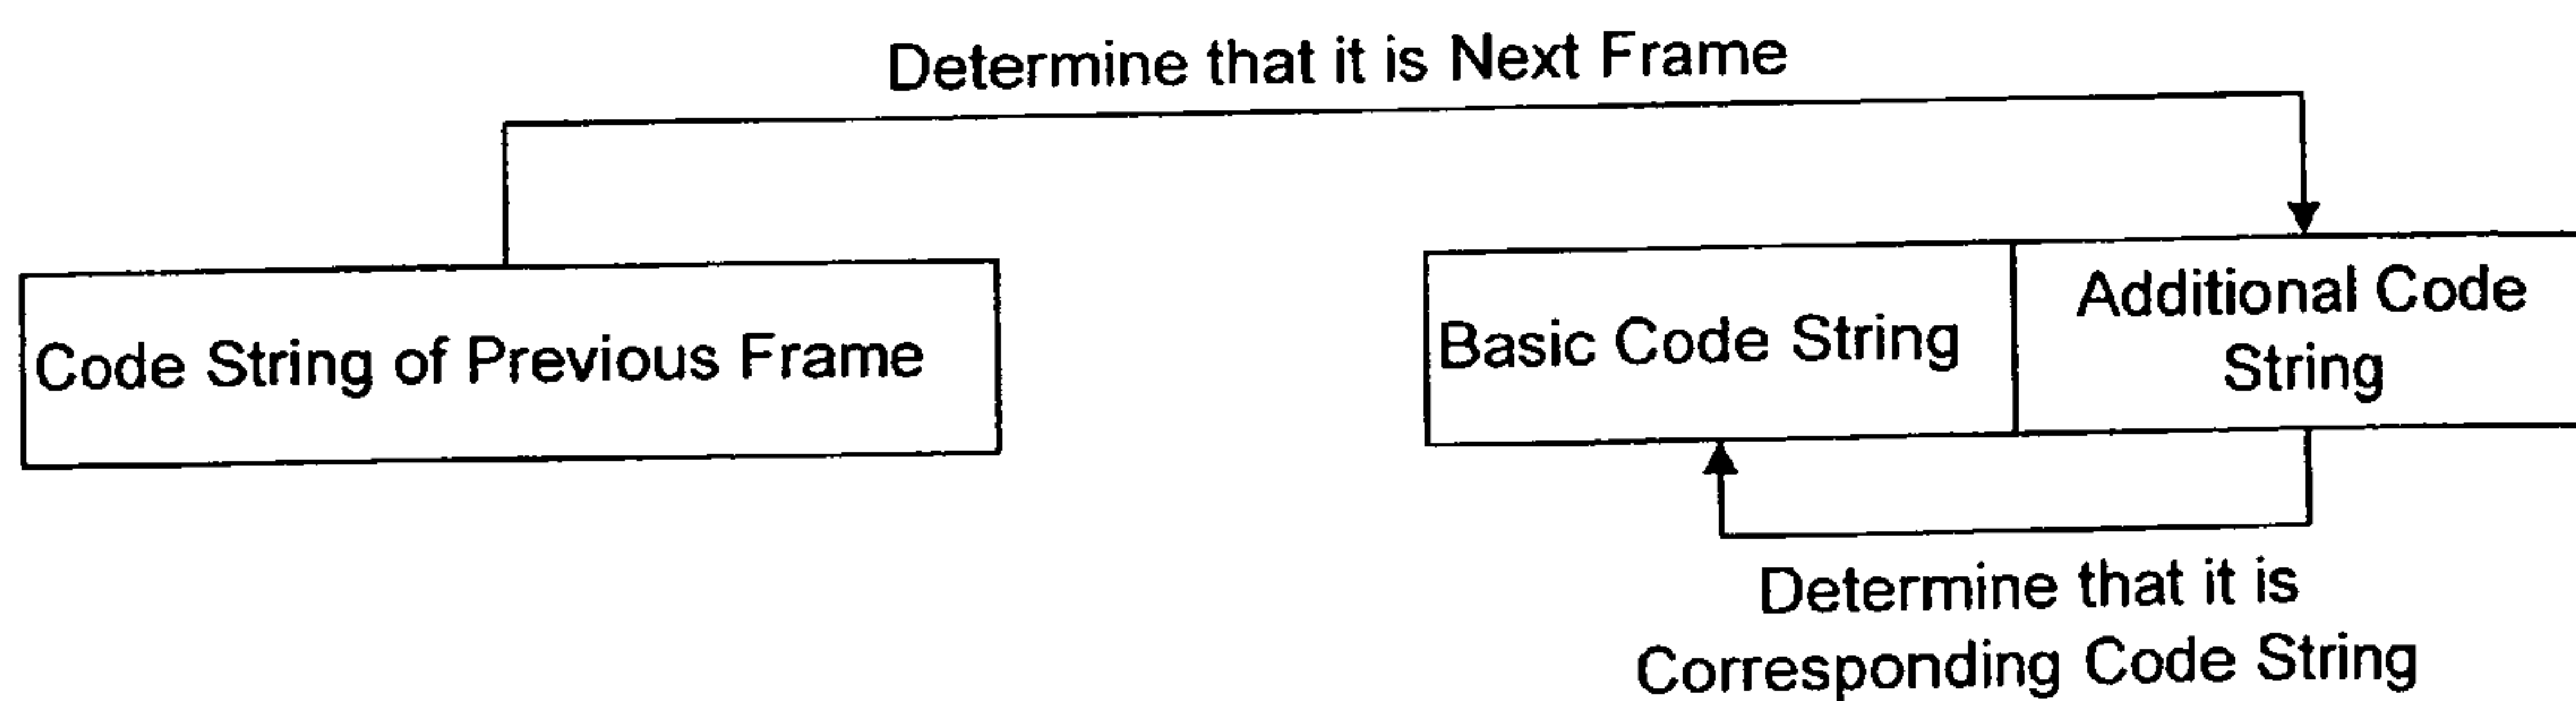 Determine that it is Next Frame
Code String of Previous Frame
Basic Code String
Additional Code
String
Determine that it is
Corresponding Code String